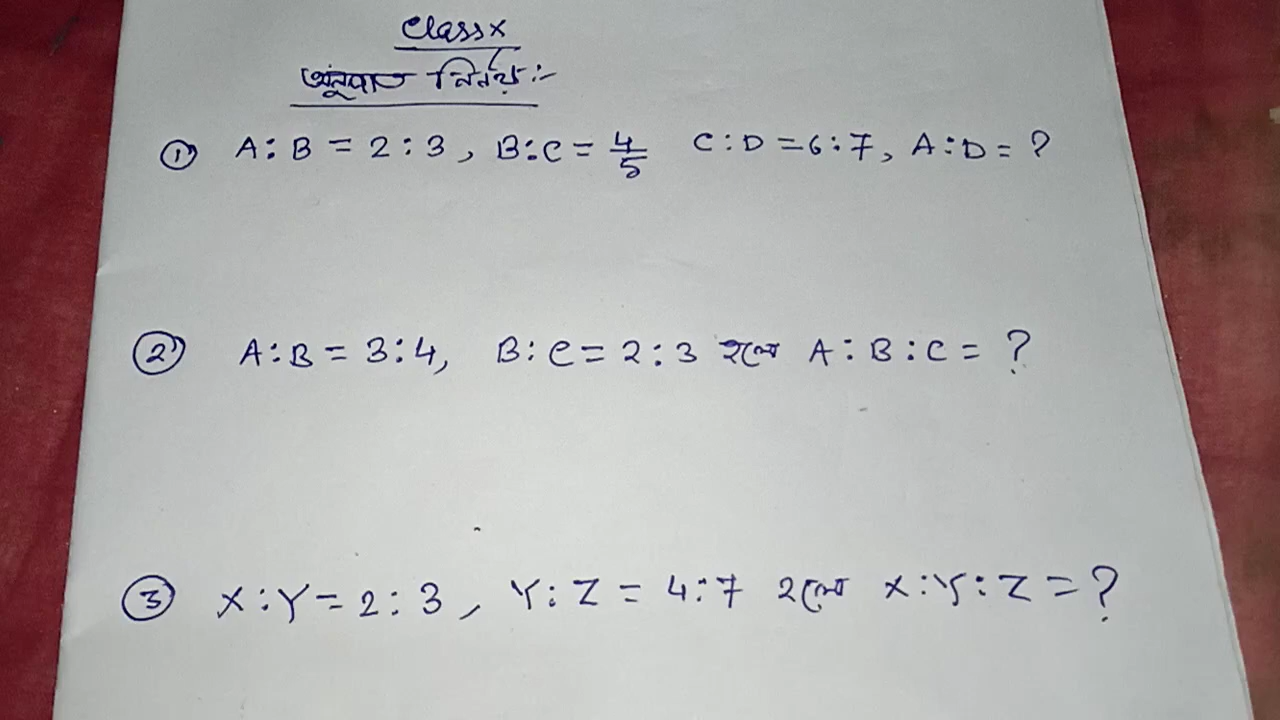 Class X
অনুপাত নির্ণয় :-
① A : B = 2 : 3 , B : C = 4/5 C : D = 6 : 7, A : D = ?
② A : B = 3 : 4, B : C = 2 : 3 হলে A : B : C = ?
③ X : Y = 2 : 3 , Y : Z = 4 : 7 হলে X : Y : Z = ?